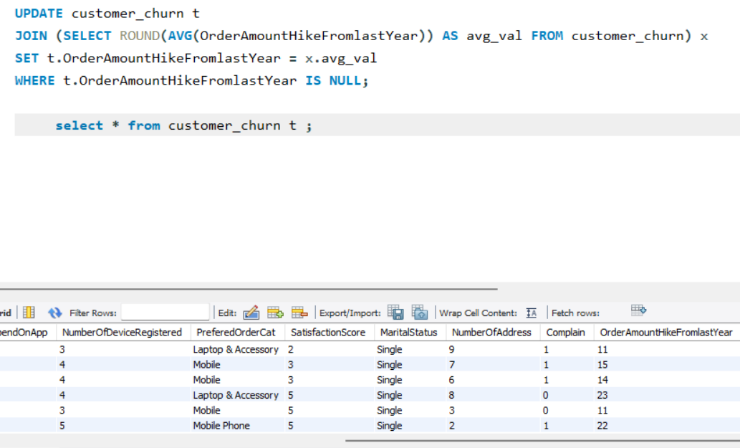 UPDATE customer_churn t
JOIN (SELECT ROUND(AVG(OrderAmountHikeFromlastYear)) AS avg_val FROM customer_churn) x
SET t.OrderAmountHikeFromlastYear = x.avg_val
WHERE t.OrderAmountHikeFromlastYear IS NULL;
select * from customer_churn t ;
rid Filter Rows: Edit: Export/Import: Wrap Cell Content: Fetch rows:
pendOnApp NumberOfDeviceRegistered PreferedOrderCat SatisfactionScore MaritalStatus NumberOfAddress Complain OrderAmountHikeFromlastYear
3 Laptop & Accessory 2 Single 9 1 11
4 Mobile 3 Single 7 1 15
4 Mobile 3 Single 6 1 14
4 Laptop & Accessory 5 Single 8 0 23
3 Mobile 5 Single 3 0 11
5 Mobile Phone 5 Single 2 1 22